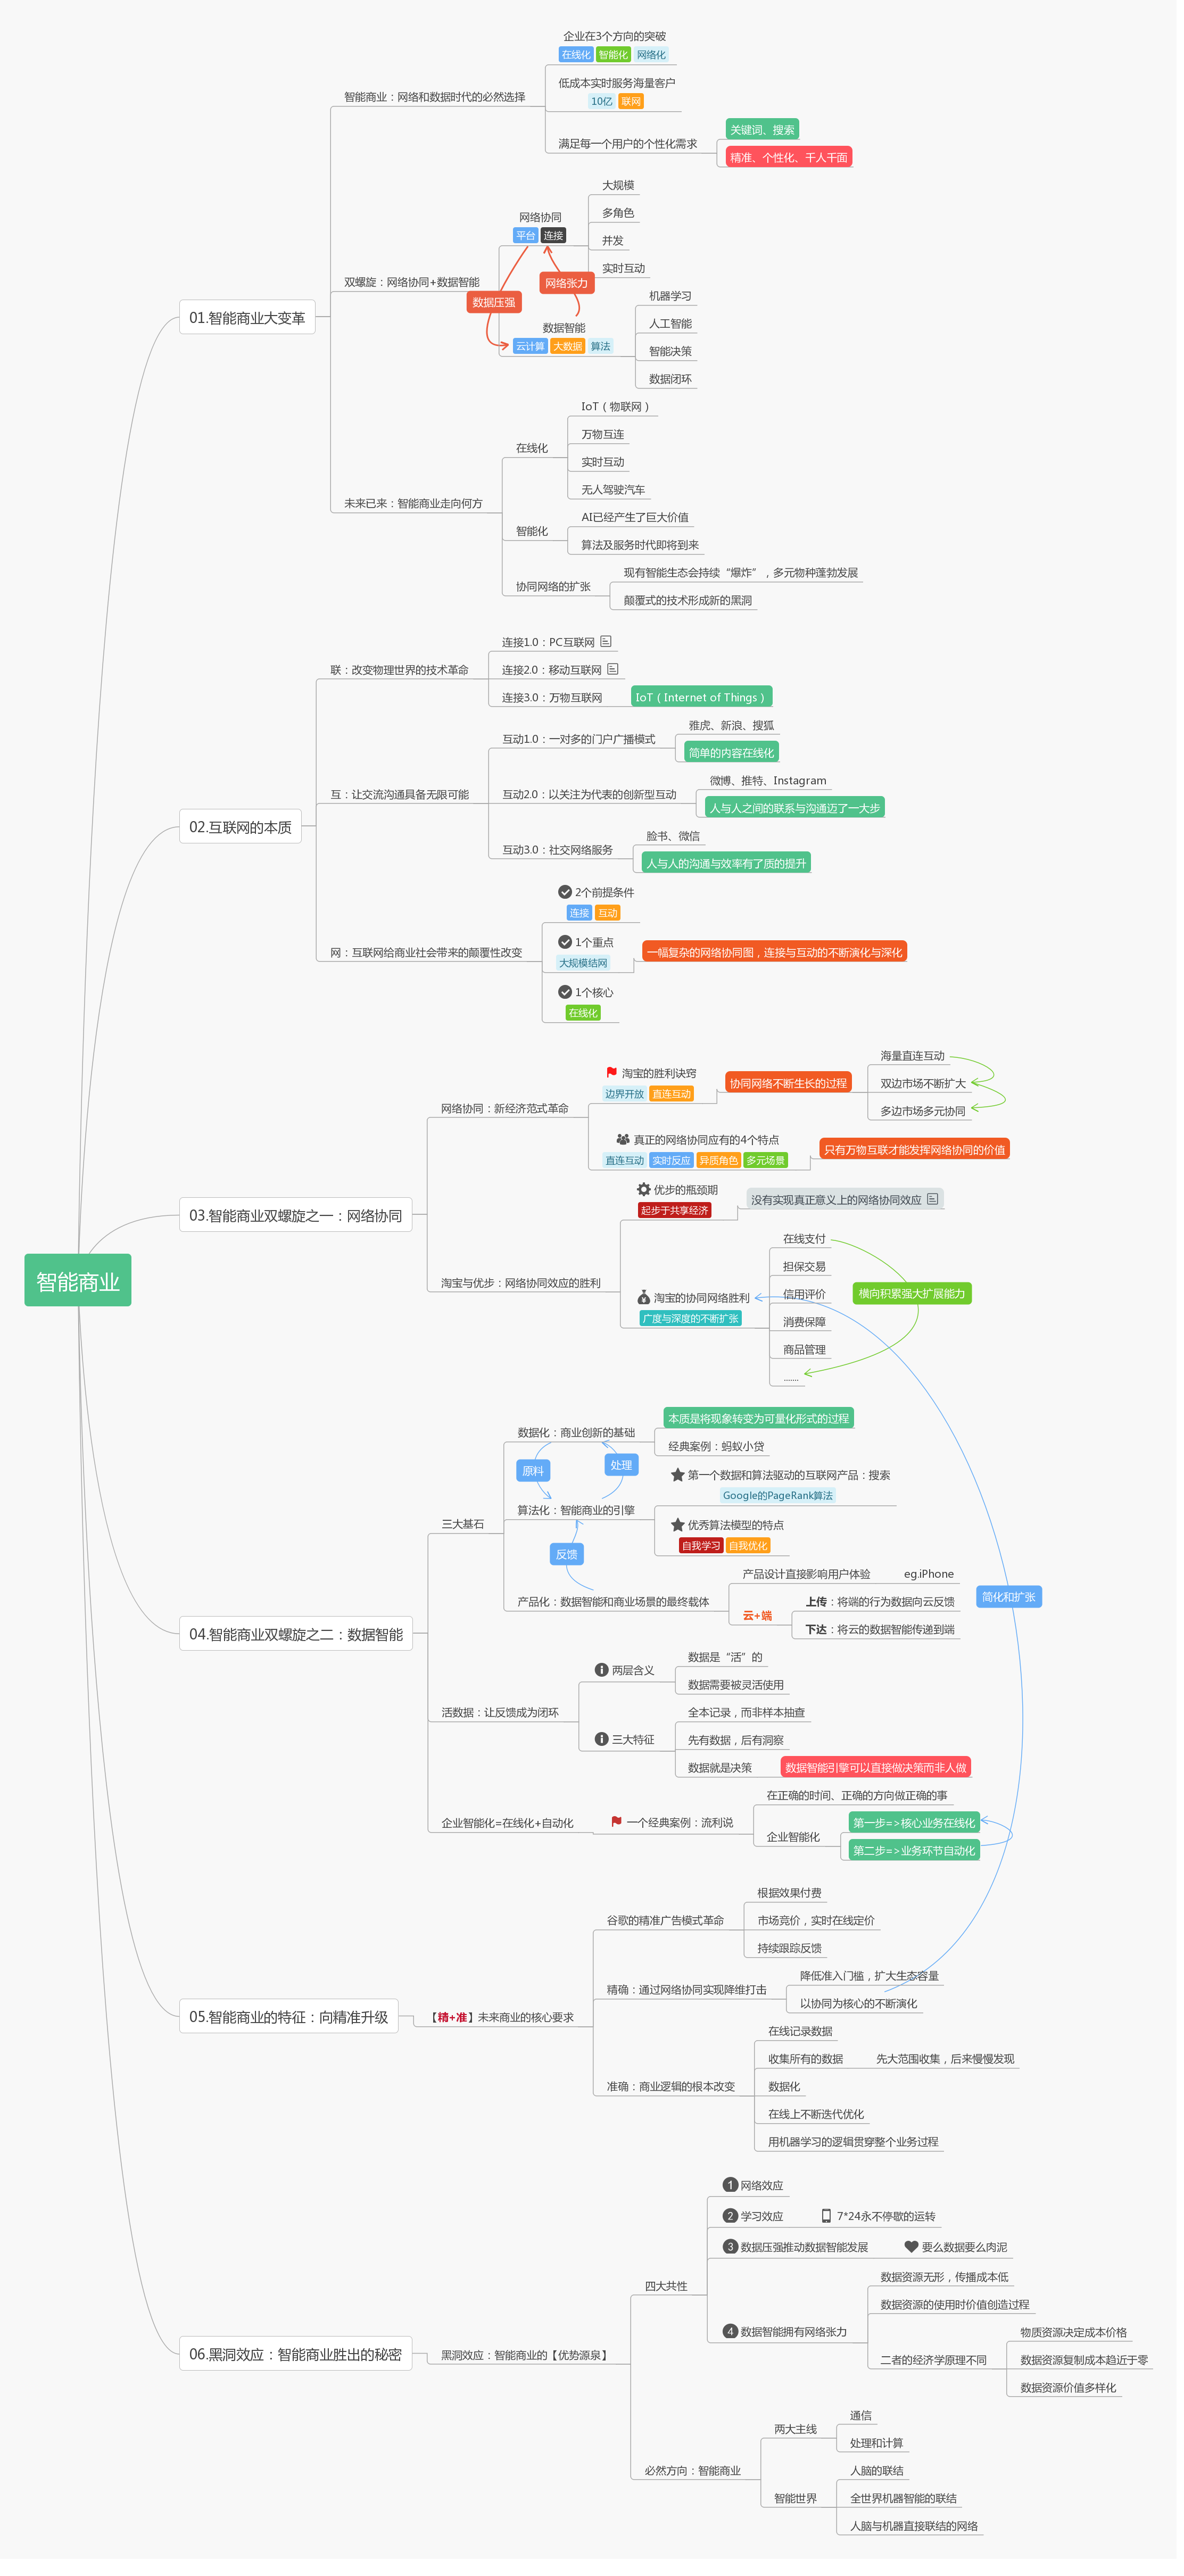 智能商业
01.智能商业大变革
智能商业：网络和数据时代的必然选择
企业在3个方向的突破
在线化 智能化 网络化
低成本实时服务海量客户
10亿 联网
满足每一个用户的个性化需求
关键词、搜索
精准、个性化、千人千面
双螺旋：网络协同+数据智能
网络协同
平台 连接
大规模
多角色
并发
实时互动
网络张力
数据压强
数据智能
云计算 大数据 算法
机器学习
人工智能
智能决策
数据闭环
未来已来：智能商业走向何方
在线化
IoT（物联网）
万物互连
实时互动
无人驾驶汽车
智能化
AI已经产生了巨大价值
算法及服务时代即将到来
协同网络的扩张
现有智能生态会持续“爆炸”，多元物种蓬勃发展
颠覆式的技术形成新的黑洞
02.互联网的本质
联：改变物理世界的技术革命
连接1.0：PC互联网
连接2.0：移动互联网
连接3.0：万物互联网
IoT（Internet of Things）
互：让交流沟通具备无限可能
互动1.0：一对多的门户广播模式
雅虎、新浪、搜狐
简单的内容在线化
互动2.0：以关注为代表的创新型互动
微博、推特、Instagram
人与人之间的联系与沟通迈了一大步
互动3.0：社交网络服务
脸书、微信
人与人的沟通与效率有了质的提升
网：互联网给商业社会带来的颠覆性改变
2个前提条件
连接 互动
1个重点
大规模结网
一幅复杂的网络协同图，连接与互动的不断演化与深化
1个核心
在线化
03.智能商业双螺旋之一：网络协同
网络协同：新经济范式革命
淘宝的胜利诀窍
边界开放 直连互动
协同网络不断生长的过程
海量直连互动
双边市场不断扩大
多边市场多元协同
真正的网络协同应有的4个特点
直连互动 实时反应 异质角色 多元场景
只有万物互联才能发挥网络协同的价值
淘宝与优步：网络协同效应的胜利
优步的瓶颈期
起步于共享经济
没有实现真正意义上的网络协同效应
淘宝的协同网络胜利
广度与深度的不断扩张
在线支付
担保交易
信用评价
消费保障
商品管理
.......
横向积累强大扩展能力
04.智能商业双螺旋之二：数据智能
三大基石
数据化：商业创新的基础
本质是将现象转变为可量化形式的过程
经典案例：蚂蚁小贷
原料
处理
算法化：智能商业的引擎
第一个数据和算法驱动的互联网产品：搜索
Google的PageRank算法
优秀算法模型的特点
自我学习 自我优化
反馈
产品化：数据智能和商业场景的最终载体
产品设计直接影响用户体验
eg.iPhone
云+端
上传：将端的行为数据向云反馈
下达：将云的数据智能传递到端
简化和扩张
活数据：让反馈成为闭环
两层含义
数据是“活”的
数据需要被灵活使用
三大特征
全本记录，而非样本抽查
先有数据，后有洞察
数据就是决策
数据智能引擎可以直接做决策而非人做
企业智能化=在线化+自动化
一个经典案例：流利说
在正确的时间、正确的方向做正确的事
企业智能化
第一步=>核心业务在线化
第二步=>业务环节自动化
05.智能商业的特征：向精准升级
【精+准】未来商业的核心要求
谷歌的精准广告模式革命
根据效果付费
市场竞价，实时在线定价
持续跟踪反馈
精确：通过网络协同实现降维打击
降低准入门槛，扩大生态容量
以协同为核心的不断演化
准确：商业逻辑的根本改变
在线记录数据
收集所有的数据
先大范围收集，后来慢慢发现
数据化
在线上不断迭代优化
用机器学习的逻辑贯穿整个业务过程
06.黑洞效应：智能商业胜出的秘密
黑洞效应：智能商业的【优势源泉】
四大共性
1 网络效应
2 学习效应
7*24永不停歇的运转
3 数据压强推动数据智能发展
要么数据要么肉泥
4 数据智能拥有网络张力
数据资源无形，传播成本低
数据资源的使用时价值创造过程
二者的经济学原理不同
物质资源决定成本价格
数据资源复制成本趋近于零
数据资源价值多样化
必然方向：智能商业
两大主线
通信
处理和计算
智能世界
人脑的联结
全世界机器智能的联结
人脑与机器直接联结的网络